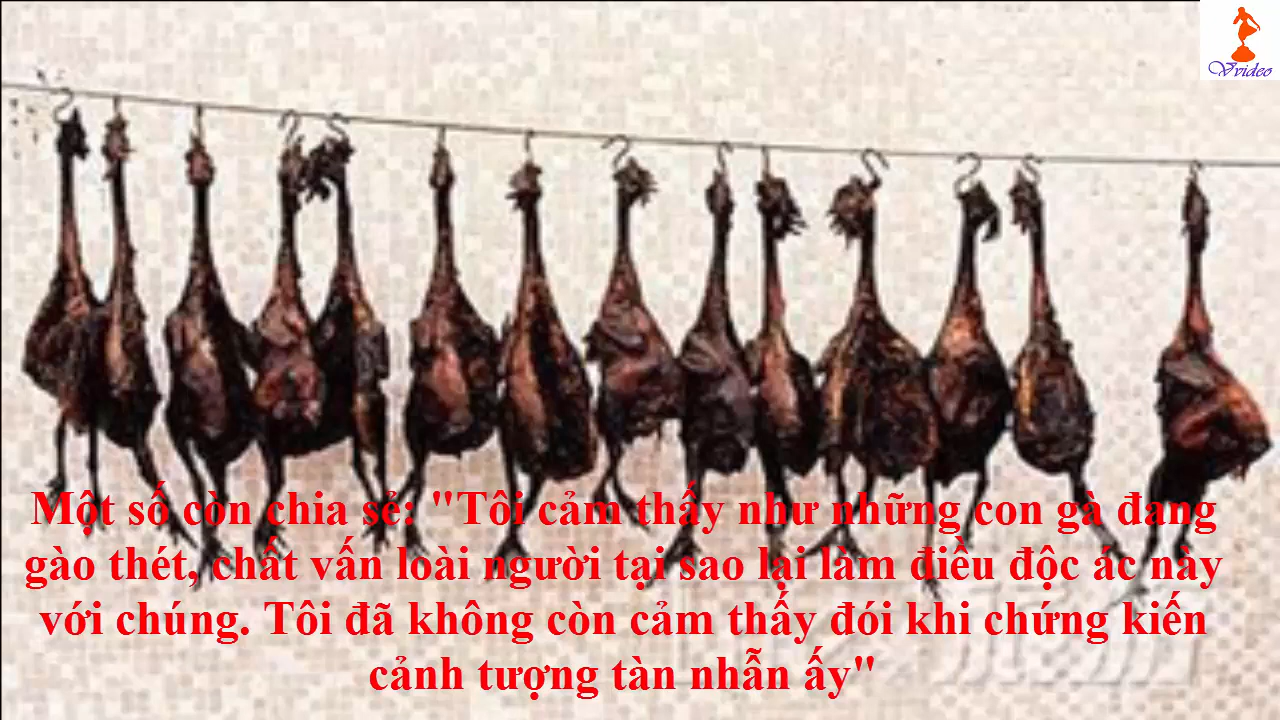 Vvideo
Một số còn chia sẻ: "Tôi cảm thấy như những con gà đang
gào thét, chất vấn loài người tại sao lại làm điều độc ác này
với chúng. Tôi đã không còn cảm thấy đói khi chứng kiến
cảnh tượng tàn nhẫn ấy"